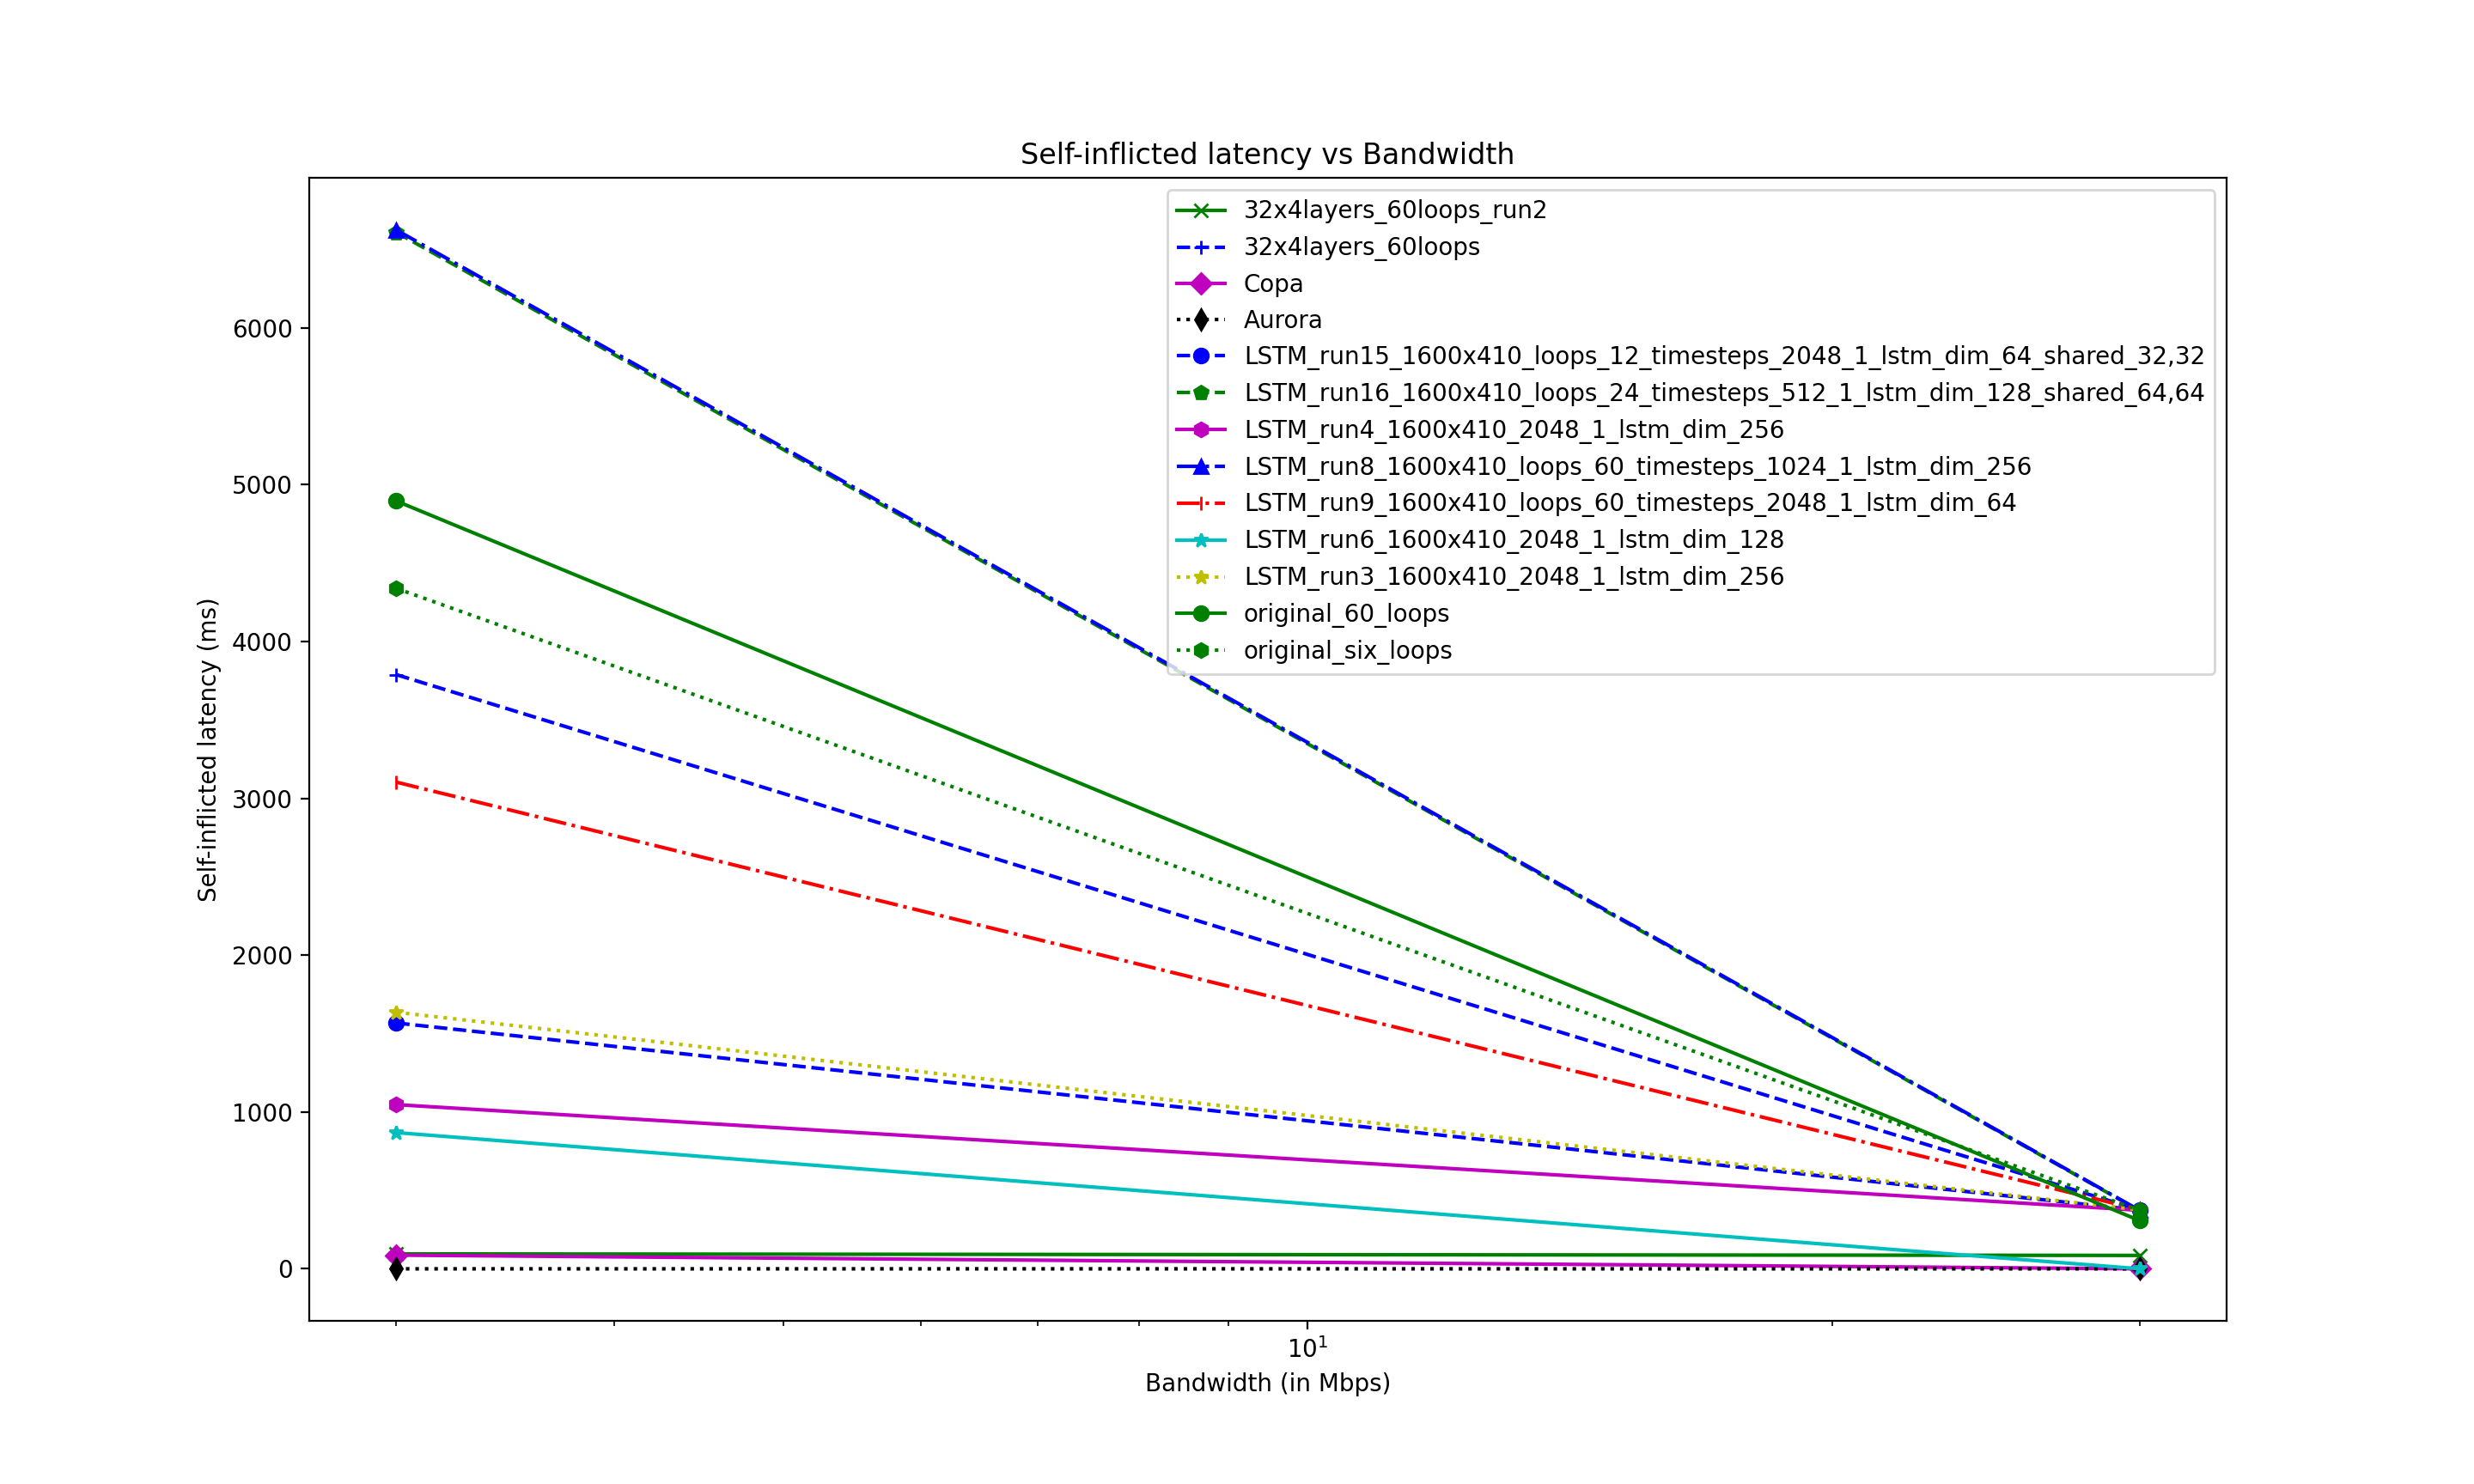 Self-inflicted latency vs Bandwidth
32x4layers_60loops_run2
32x4layers_60loops
Copa
Aurora
LSTM_run15_1600x410_loops_12_timesteps_2048_1_lstm_dim_64_shared_32,32
LSTM_run16_1600x410_loops_24_timesteps_512_1_lstm_dim_128_shared_64,64
LSTM_run4_1600x410_2048_1_lstm_dim_256
LSTM_run8_1600x410_loops_60_timesteps_1024_1_lstm_dim_256
LSTM_run9_1600x410_loops_60_timesteps_2048_1_lstm_dim_64
LSTM_run6_1600x410_2048_1_lstm_dim_128
LSTM_run3_1600x410_2048_1_lstm_dim_256
original_60_loops
original_six_loops
Self-inflicted latency (ms)
6000
5000
4000
3000
2000
1000
0
10¹
Bandwidth (in Mbps)